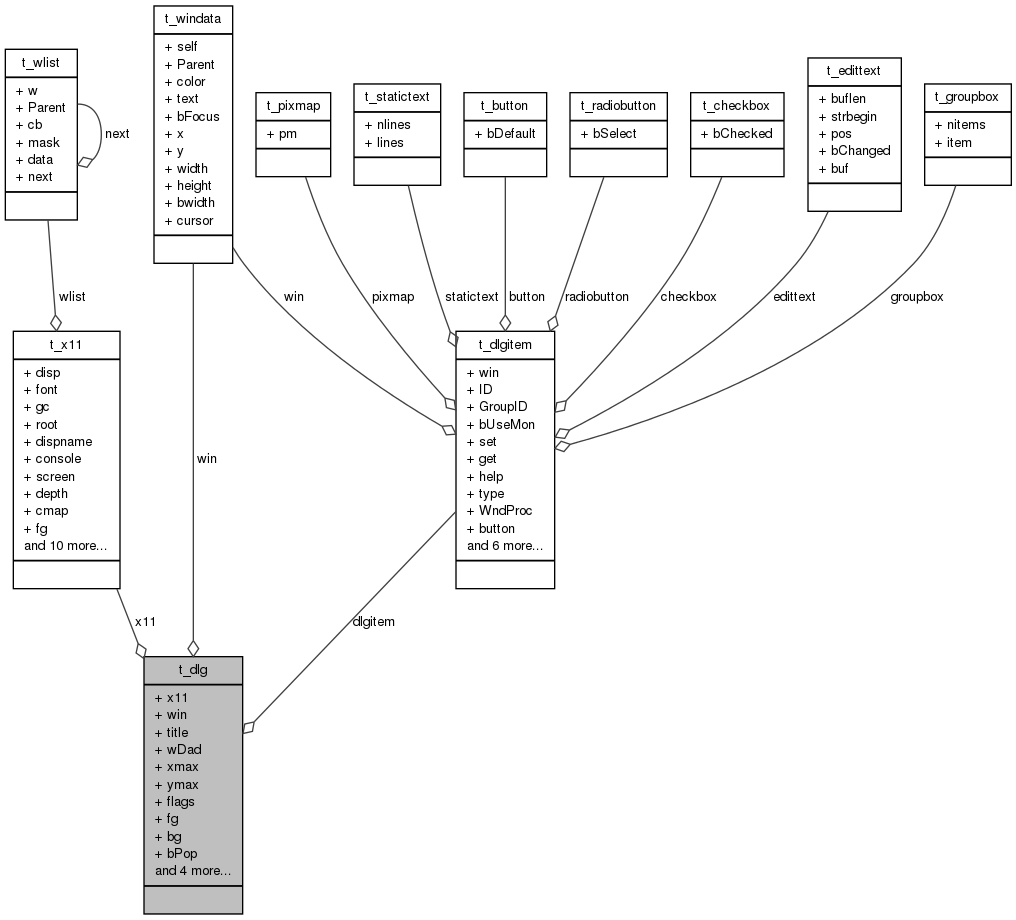 t_wlist
+ w
+ Parent
+ cb
+ mask
+ data
+ next
next
t_windata
+ self
+ Parent
+ color
+ text
+ bFocus
+ x
+ y
+ width
+ height
+ bwidth
+ cursor
t_pixmap
+ pm
t_statictext
+ nlines
+ lines
t_button
+ bDefault
t_radiobutton
+ bSelect
t_checkbox
+ bChecked
t_edittext
+ buflen
+ strbegin
+ pos
+ bChanged
+ buf
t_groupbox
+ nitems
+ item
wlist
win
pixmap
statictext
button
radiobutton
checkbox
edittext
groupbox
t_x11
+ disp
+ font
+ gc
+ root
+ dispname
+ console
+ screen
+ depth
+ cmap
+ fg
and 10 more...
win
t_dlgitem
+ win
+ ID
+ GroupID
+ bUseMon
+ set
+ get
+ help
+ type
+ WndProc
+ button
and 6 more...
x11
dlgitem
t_dlg
+ x11
+ win
+ title
+ wDad
+ xmax
+ ymax
+ flags
+ fg
+ bg
+ bPop
and 4 more...